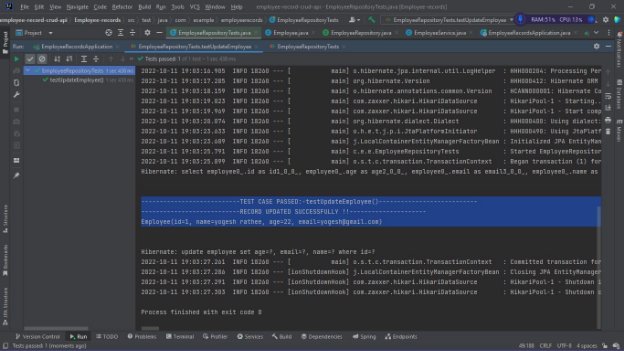 employee-record-crud-api - EmployeeRepositoryTests.java [Employee-records]
File Edit View Navigate Code Refactor Build Run Tools VCS Window Help
employee-record-crud-api src test java com example employeerecords
EmployeeRepositoryTests.testUpdateEmployee
RAM: 51% CPU: 13%
Project
EmployeeRepositoryTests.java
Employee.java
EmployeeRepository.java
EmployeeService.java
EmployeeRecordsApplication.java
Run:
EmployeeRecordsApplication
EmployeeRepositoryTests.testUpdateEmployee
EmployeeRepositoryTests
Tests passed: 1 of 1 test – 1 sec 430 ms
EmployeeRepositoryTests 1 sec 430 ms
testUpdateEmployee() 1 sec 430 ms
2022-10-11 19:03:16.905 INFO 18260 --- [ main] o.hibernate.jpa.internal.util.LogHelper : HHH000204: Processing Per
2022-10-11 19:03:17.285 INFO 18260 --- [ main] org.hibernate.Version : HHH000412: Hibernate ORM
2022-10-11 19:03:18.159 INFO 18260 --- [ main] o.hibernate.annotations.common.Version : HCANN000001: Hibernate Co
2022-10-11 19:03:19.023 INFO 18260 --- [ main] com.zaxxer.hikari.HikariDataSource : HikariPool-1 - Starting...
2022-10-11 19:03:19.969 INFO 18260 --- [ main] com.zaxxer.hikari.HikariDataSource : HikariPool-1 - Start comp
2022-10-11 19:03:20.074 INFO 18260 --- [ main] org.hibernate.dialect.Dialect : HHH000400: Using dialect:
2022-10-11 19:03:23.653 INFO 18260 --- [ main] o.h.e.t.j.p.i.JtaPlatformInitiator : HHH000490: Using JtaPlatf
2022-10-11 19:03:23.689 INFO 18260 --- [ main] j.LocalContainerEntityManagerFactoryBean : Initialized JPA EntityMan
2022-10-11 19:03:25.791 INFO 18260 --- [ main] c.e.e.EmployeeRepositoryTests : Started EmployeeRepositor
2022-10-11 19:03:25.899 INFO 18260 --- [ main] o.s.t.c.transaction.TransactionContext : Began transaction (1) for
Hibernate: select employee0_.id as id1_0_0_, employee0_.age as age2_0_0_, employee0_.email as email3_0_0_, employee0_.name as
--------------------------TEST CASE PASSED:-testUpdateEmployee()--------------------------
--------------------------RECORD UPDATED SUCCESSFULLY !!--------------------
Employee(id=1, name=yogesh rathee, age=22, email=yogesh@gmail.com)
Hibernate: update employee set age=?, email=?, name=? where id=?
2022-10-11 19:03:27.261 INFO 18260 --- [ main] o.s.t.c.transaction.TransactionContext : Committed transaction for
2022-10-11 19:03:27.286 INFO 18260 --- [ionShutdownHook] j.LocalContainerEntityManagerFactoryBean : Closing JPA EntityManager
2022-10-11 19:03:27.291 INFO 18260 --- [ionShutdownHook] com.zaxxer.hikari.HikariDataSource : HikariPool-1 - Shutdown i
2022-10-11 19:03:27.303 INFO 18260 --- [ionShutdownHook] com.zaxxer.hikari.HikariDataSource : HikariPool-1 - Shutdown c
Process finished with exit code 0
Project
Structure
Bookmarks
Notifications
Database
Maven
Version Control Run TODO Problems Terminal Profiler Services Build Dependencies Spring Endpoints
Tests passed: 1 (moments ago)
CRLF UTF-8 4 spaces